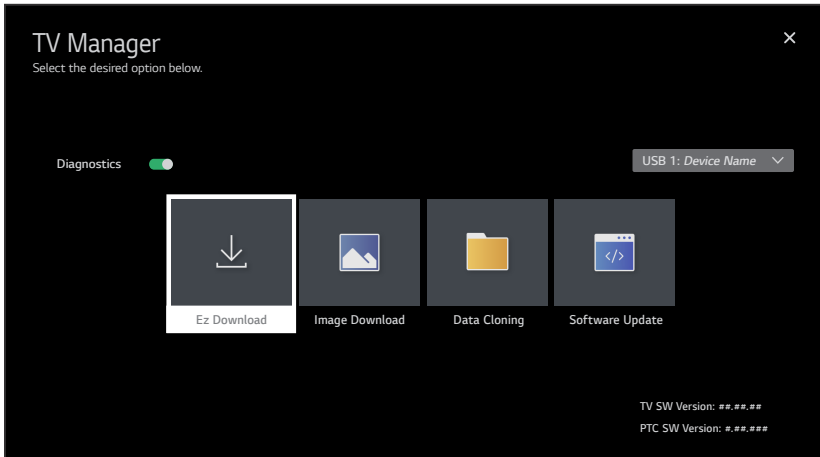 TV Manager
Select the desired option below.
Diagnostics
USB 1: Device Name
</>
Ez Download
Image Download
Data Cloning
Software Update
TV SW Version: ##.##.##
PTC SW Version: #.##.###